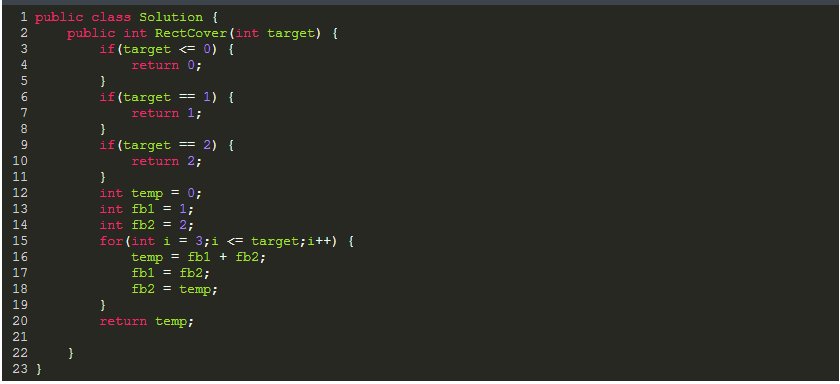 1 public class Solution {
2     public int RectCover(int target) {
3         if(target <= 0) {
4             return 0;
5         }
6         if(target == 1) {
7             return 1;
8         }
9         if(target == 2) {
10             return 2;
11         }
12         int temp = 0;
13         int fb1 = 1;
14         int fb2 = 2;
15         for(int i = 3;i <= target;i++) {
16             temp = fb1 + fb2;
17             fb1 = fb2;
18             fb2 = temp;
19         }
20         return temp;
21
22     }
23 }